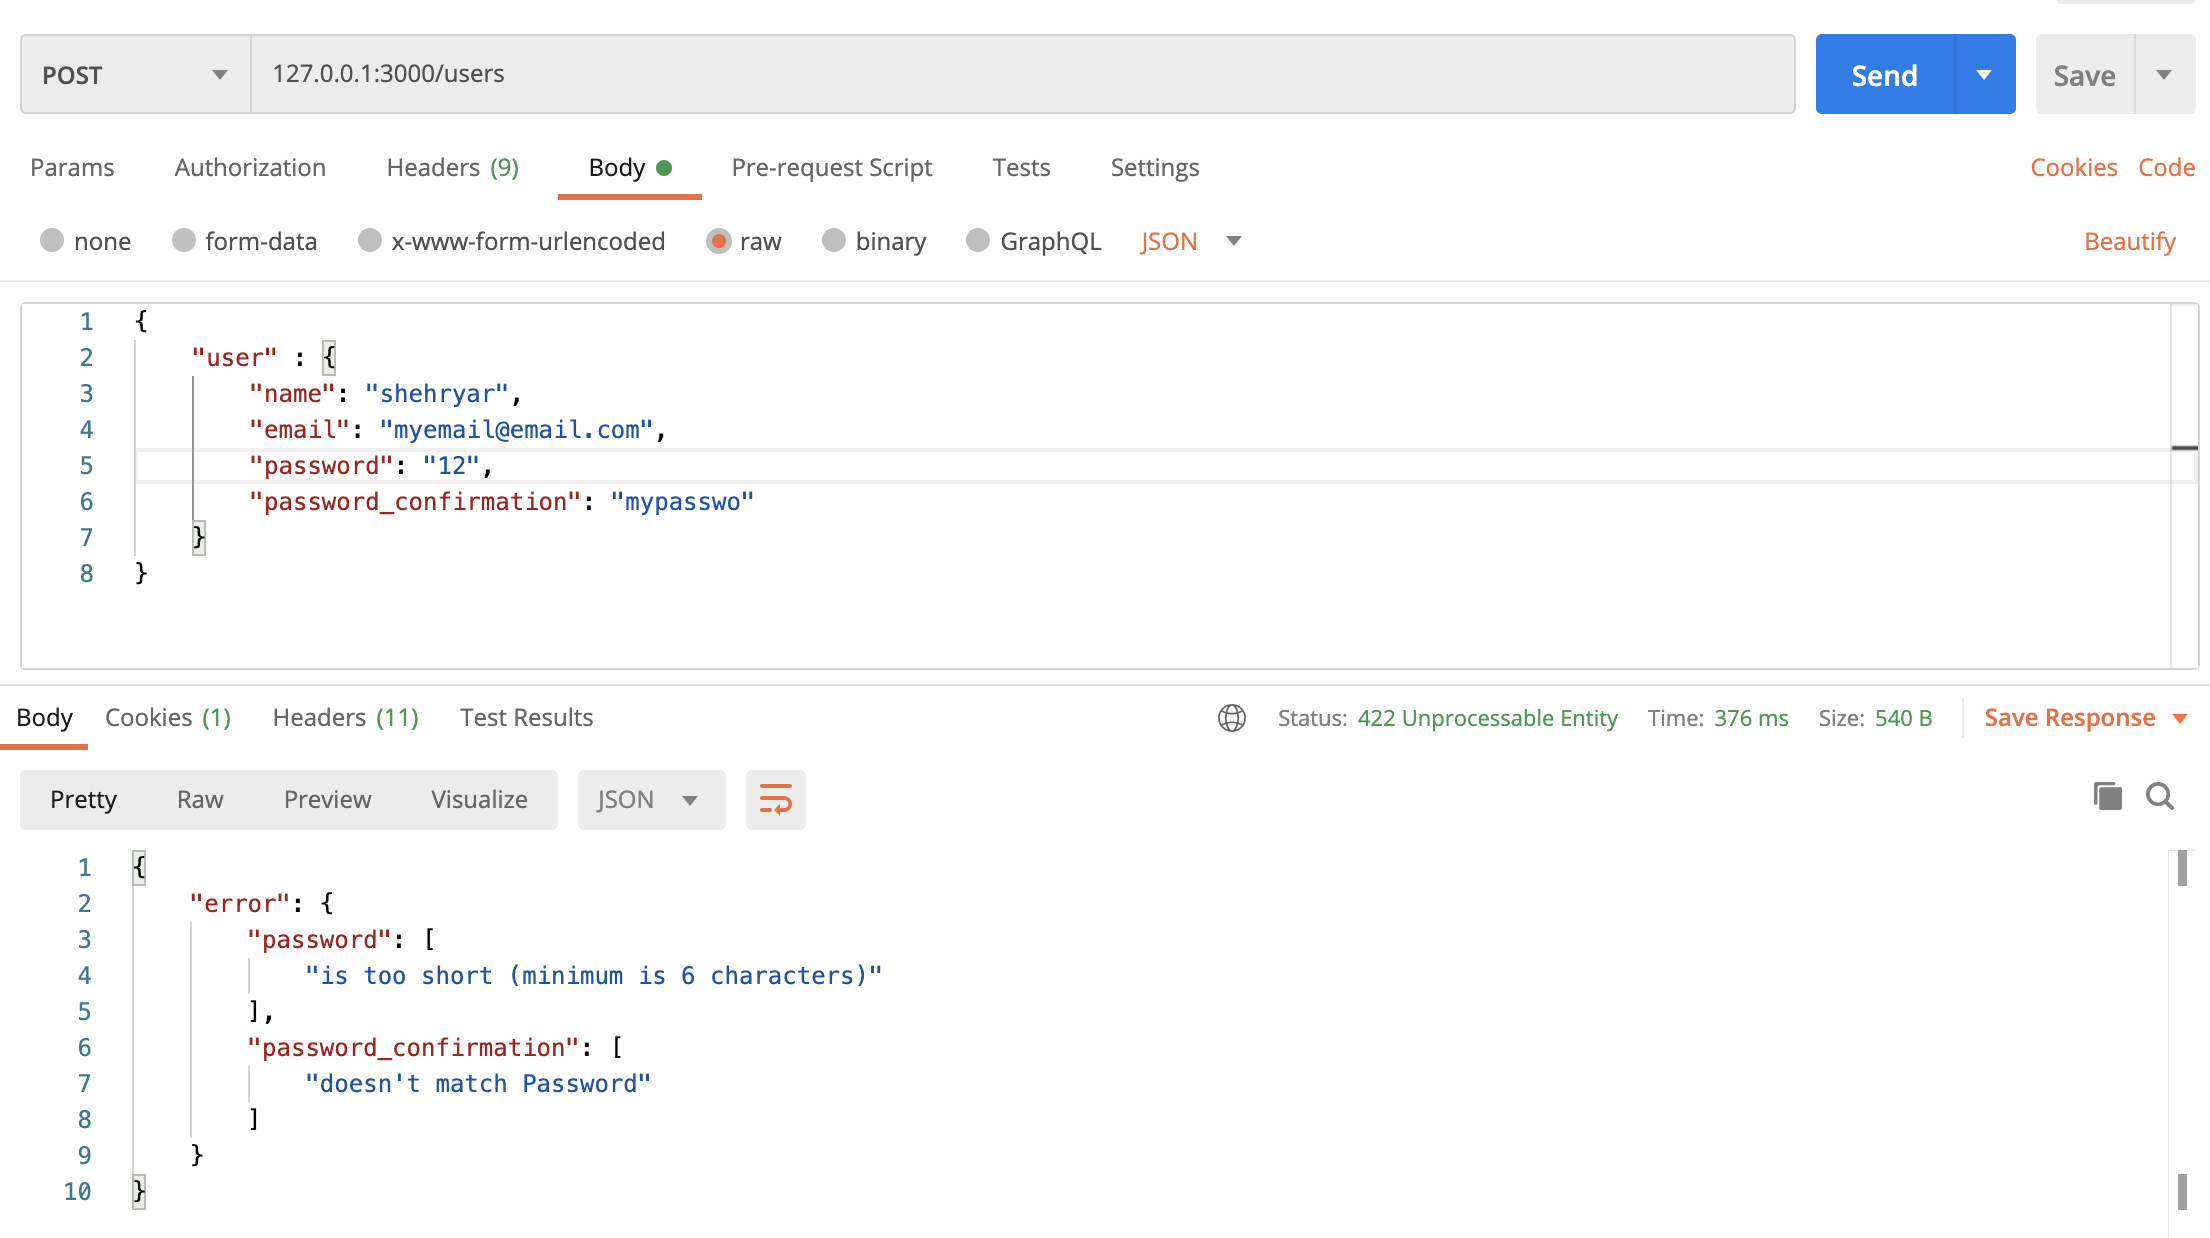 POST 127.0.0.1:3000/users Send Save
Params Authorization Headers (9) Body Pre-request Script Tests Settings Cookies Code
none form-data x-www-form-urlencoded raw binary GraphQL JSON Beautify
1 {
2 "user" : {
3 "name": "shehryar",
4 "email": "myemail@email.com",
5 "password": "12",
6 "password_confirmation": "mypasswo"
7 }
8 }
Body Cookies (1) Headers (11) Test Results Status: 422 Unprocessable Entity Time: 376 ms Size: 540 B Save Response
Pretty Raw Preview Visualize JSON
1 {
2 "error": {
3 "password": [
4 "is too short (minimum is 6 characters)"
5 ],
6 "password_confirmation": [
7 "doesn't match Password"
8 ]
9 }
10 }